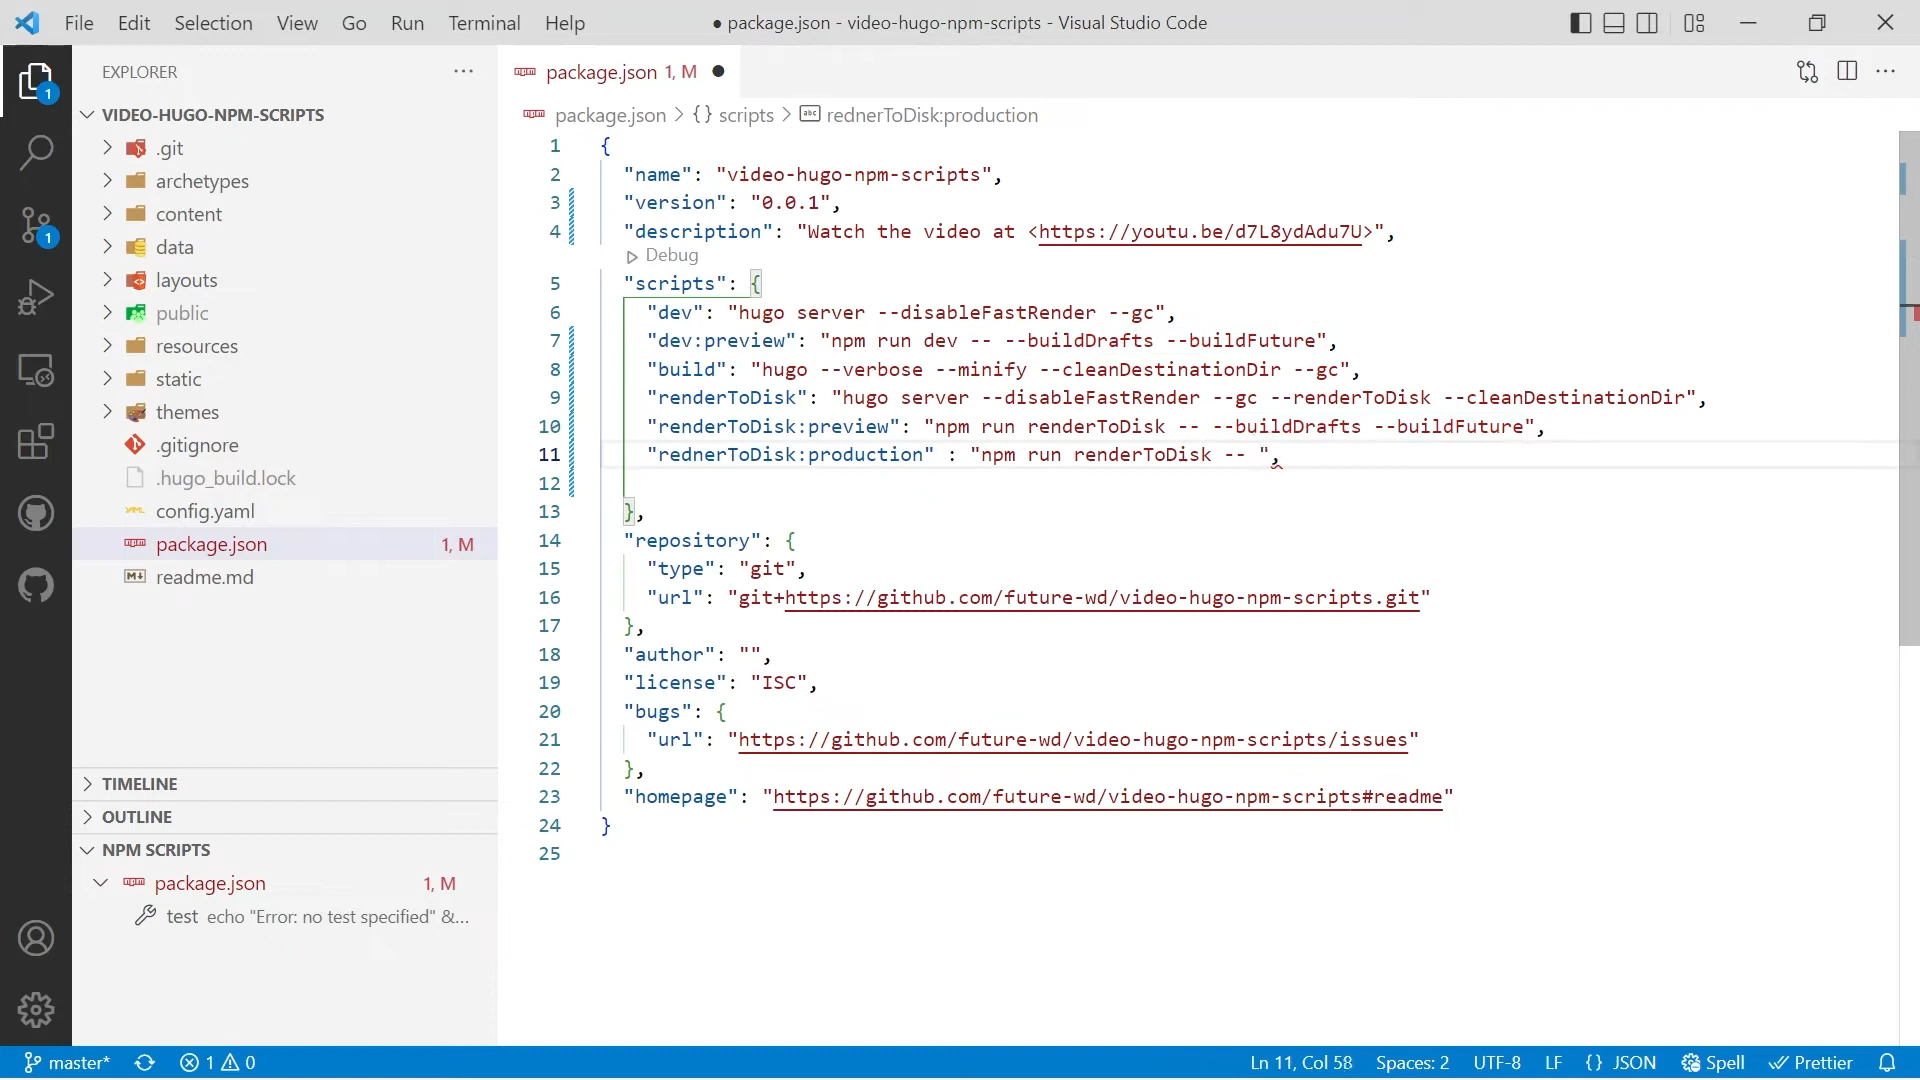 File Edit Selection View Go Run Terminal Help
● package.json - video-hugo-npm-scripts - Visual Studio Code
EXPLORER
VIDEO-HUGO-NPM-SCRIPTS
.git
archetypes
content
data
layouts
public
resources
static
themes
.gitignore
.hugo_build.lock
config.yaml
package.json 1, M
readme.md
TIMELINE
OUTLINE
NPM SCRIPTS
package.json 1, M
test echo "Error: no test specified" &...
1
1
package.json 1, M
package.json > {} scripts > abc rednerToDisk:production
1 {
2 "name": "video-hugo-npm-scripts",
3 "version": "0.0.1",
4 "description": "Watch the video at <https://youtu.be/d7L8ydAdu7U>",
Debug
5 "scripts": {
6 "dev": "hugo server --disableFastRender --gc",
7 "dev:preview": "npm run dev -- --buildDrafts --buildFuture",
8 "build": "hugo --verbose --minify --cleanDestinationDir --gc",
9 "renderToDisk": "hugo server --disableFastRender --gc --renderToDisk --cleanDestinationDir",
10 "renderToDisk:preview": "npm run renderToDisk -- --buildDrafts --buildFuture",
11 "rednerToDisk:production" : "npm run renderToDisk -- ",
12
13 },
14 "repository": {
15 "type": "git",
16 "url": "git+https://github.com/future-wd/video-hugo-npm-scripts.git"
17 },
18 "author": "",
19 "license": "ISC",
20 "bugs": {
21 "url": "https://github.com/future-wd/video-hugo-npm-scripts/issues"
22 },
23 "homepage": "https://github.com/future-wd/video-hugo-npm-scripts#readme"
24 }
25
master* 1 0 Ln 11, Col 58 Spaces: 2 UTF-8 LF {} JSON Spell Prettier